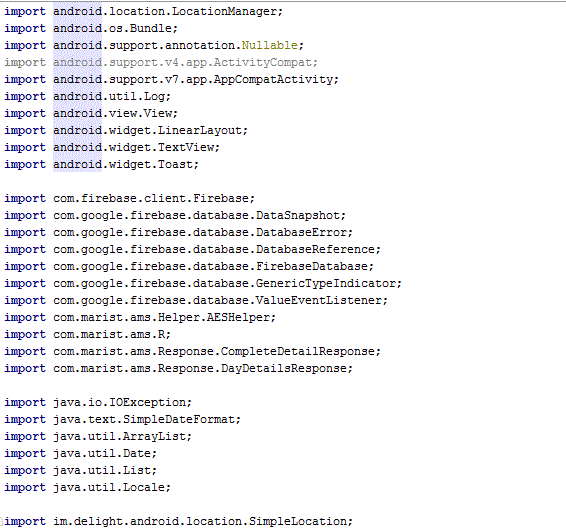 import android.location.LocationManager;
import android.os.Bundle;
import android.support.annotation.Nullable;
import android.support.v4.app.ActivityCompat;
import android.support.v7.app.AppCompatActivity;
import android.util.Log;
import android.view.View;
import android.widget.LinearLayout;
import android.widget.TextView;
import android.widget.Toast;
import com.firebase.client.Firebase;
import com.google.firebase.database.DataSnapshot;
import com.google.firebase.database.DatabaseError;
import com.google.firebase.database.DatabaseReference;
import com.google.firebase.database.FirebaseDatabase;
import com.google.firebase.database.GenericTypeIndicator;
import com.google.firebase.database.ValueEventListener;
import com.marist.ams.Helper.AESHelper;
import com.marist.ams.R;
import com.marist.ams.Response.CompleteDetailResponse;
import com.marist.ams.Response.DayDetailsResponse;
import java.io.IOException;
import java.text.SimpleDateFormat;
import java.util.ArrayList;
import java.util.Date;
import java.util.List;
import java.util.Locale;
import im.delight.android.location.SimpleLocation;